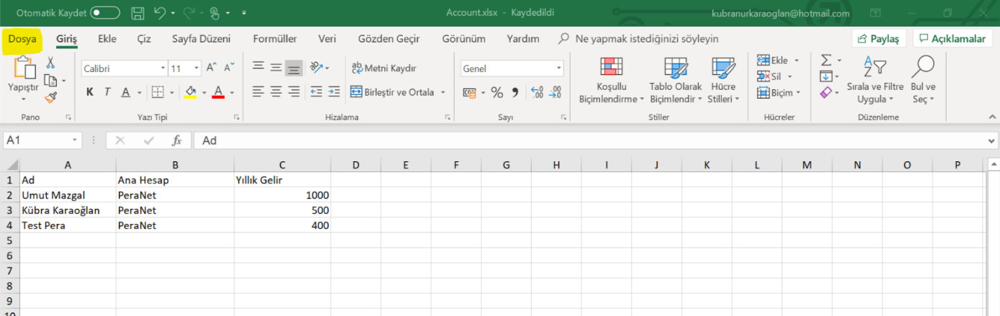 Otomatik Kaydet Account.xlsx - Kaydedildi kubranurkaraoglan@hotmail.com
Dosya Giriş Ekle Çiz Sayfa Düzeni Formüller Veri Gözden Geçir Görünüm Yardım Ne yapmak istediğinizi söyleyin Paylaş Açıklamalar
Yapıştır
Pano
Calibri 11
K T A
Yazı Tipi
Metni Kaydır
Birleştir ve Ortala
Hizalama
Genel
Sayı
Koşullu
Biçimlendirme
Tablo Olarak
Biçimlendir
Hücre
Stilleri
Stiller
Ekle
Sil
Biçim
Hücreler
Sırala ve Filtre
Uygula
Bul ve
Seç
Düzenleme
A1 fx Ad
A B C D E F G H I J K L M N O P
1 Ad Ana Hesap Yıllık Gelir
2 Umut Mazgal PeraNet 1000
3 Kübra Karaoğlan PeraNet 500
4 Test Pera PeraNet 400
5
6
7
8
9
10